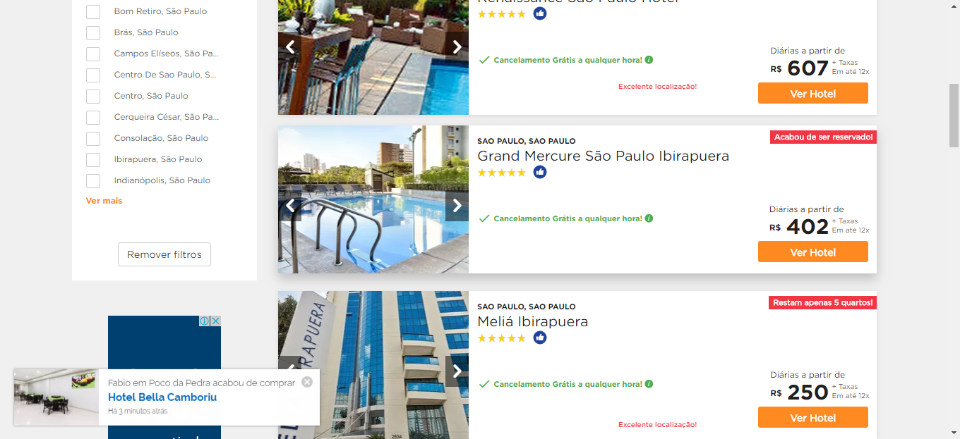 Bom Retiro, São Paulo
Brás, São Paulo
Campos Elíseos, São Pa...
Centro De Sao Paulo, S...
Centro, São Paulo
Cerqueira César, São Pa...
Consolação, São Paulo
Ibirapuera, São Paulo
Indianópolis, São Paulo
Ver mais
Remover filtros
Renaissance São Paulo Hotel
Cancelamento Grátis a qualquer hora!
Excelente localização!
Diárias a partir de
R$ 607 + Taxas
Em até 12x
Ver Hotel
Acabou de ser reservado!
SAO PAULO, SAO PAULO
Grand Mercure São Paulo Ibirapuera
Cancelamento Grátis a qualquer hora!
Diárias a partir de
R$ 402 + Taxas
Em até 12x
Ver Hotel
Restam apenas 5 quartos!
SAO PAULO, SAO PAULO
Meliá Ibirapuera
Cancelamento Grátis a qualquer hora!
Excelente localização!
Diárias a partir de
R$ 250 + Taxas
Em até 12x
Ver Hotel
Fabio em Poco da Pedra acabou de comprar
Hotel Bella Camboriu
Há 3 minutos atrás